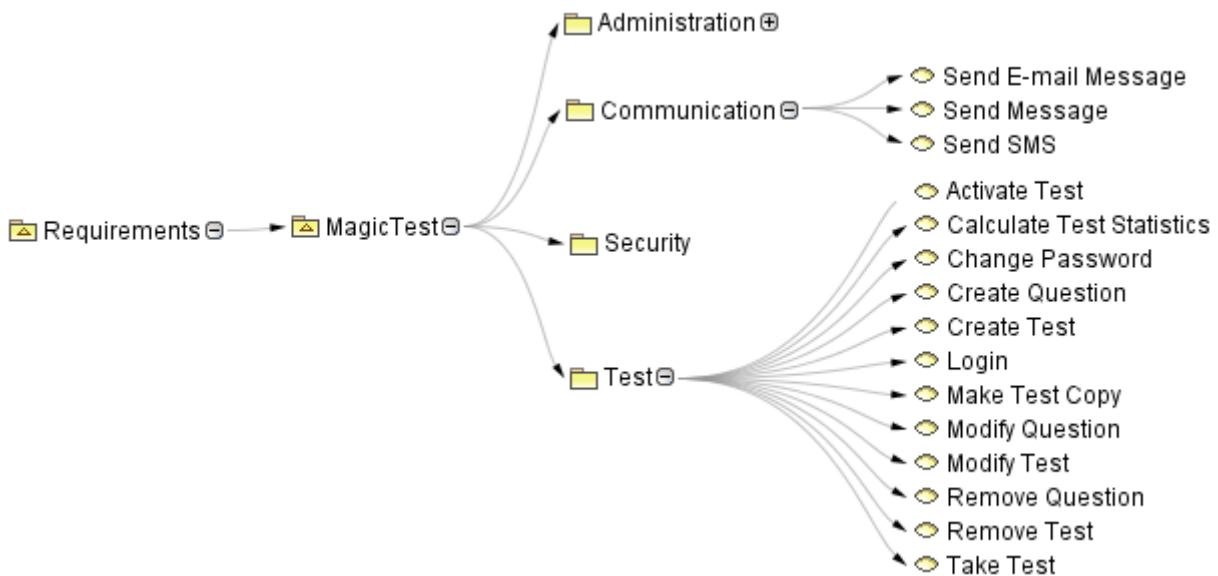 Administration
Send E-mail Message
Communication
Send Message
Send SMS
Activate Test
Calculate Test Statistics
Requirements
MagicTest
Security
Change Password
Create Question
Create Test
Login
Test
Make Test Copy
Modify Question
Modify Test
Remove Question
Remove Test
Take Test